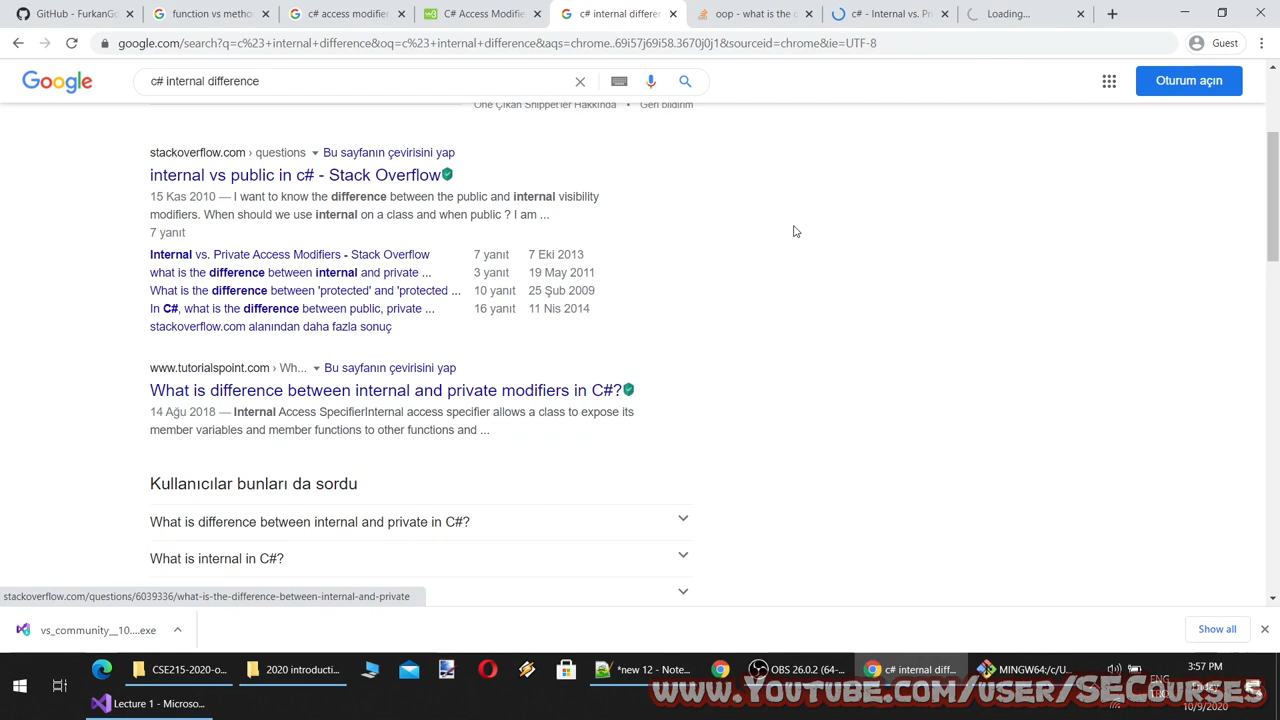 GitHub - FurkanGo
function vs metho
c# access modifier
C# Access Modifie
c# internal differe
oop - what is the d
c# - Internal vs. Pri
Loading...
google.com/search?q=c%23+internal+difference&oq=c%23+internal+difference&aqs=chrome..69i57j69i58.3670j0j1&sourceid=chrome&ie=UTF-8
Guest
Google
c# internal difference
Oturum açın
Öne Çıkan Snippet'ler Hakkında • Geri bildirim
stackoverflow.com › questions Bu sayfanın çevirisini yap
internal vs public in c# - Stack Overflow
15 Kas 2010 — I want to know the difference between the public and internal visibility
modifiers. When should we use internal on a class and when public ? I am ...
7 yanıt
Internal vs. Private Access Modifiers - Stack Overflow 7 yanıt 7 Eki 2013
what is the difference between internal and private ... 3 yanıt 19 May 2011
What is the difference between 'protected' and 'protected ... 10 yanıt 25 Şub 2009
In C#, what is the difference between public, private ... 16 yanıt 11 Nis 2014
stackoverflow.com alanından daha fazla sonuç
www.tutorialspoint.com › Wh... Bu sayfanın çevirisini yap
What is difference between internal and private modifiers in C#?
14 Ağu 2018 — Internal Access SpecifierInternal access specifier allows a class to expose its
member variables and member functions to other functions and ...
Kullanıcılar bunları da sordu
What is difference between internal and private in C#?
What is internal in C#?
stackoverflow.com/questions/6039336/what-is-the-difference-between-internal-and-private
vs_community__10....exe
Show all
CSE215-2020-o...
2020 introducti...
*new 12 - Note...
OBS 26.0.2 (64-...
c# internal diff...
MINGW64:/c/U...
ENG
3:57 PM
Friday
10/9/2020
Lecture 1 - Microso...
www.YouTube.com/user/SECourses